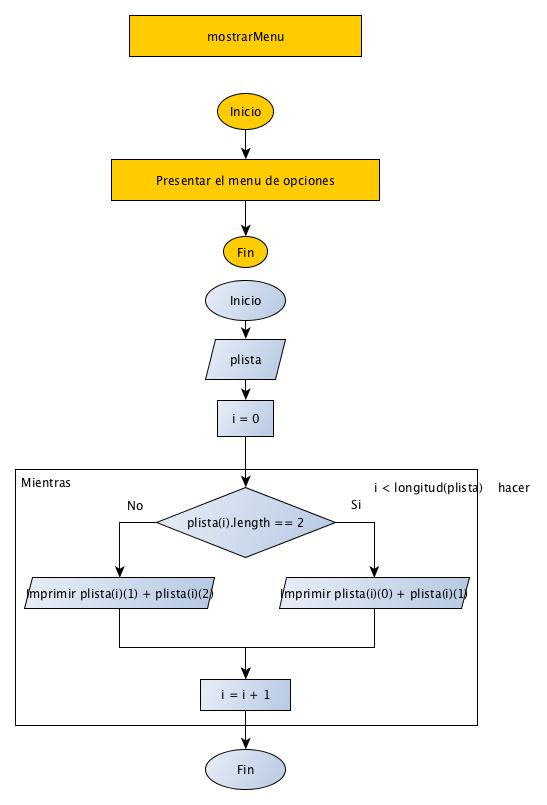 mostrarMenu
Inicio
Presentar el menu de opciones
Fin
Inicio
plista
i = 0
Mientras
i < longitud(plista) hacer
No
Si
plista(i).length == 2
Imprimir plista(i)(1) + plista(i)(2)
Imprimir plista(i)(0) + plista(i)(1)
i = i + 1
Fin